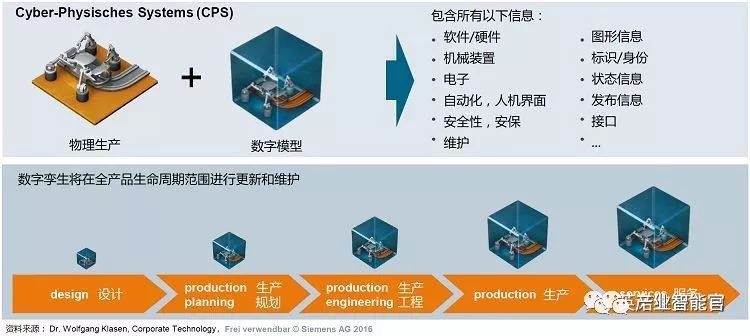 Cyber-Physisches Systems (CPS)
物理生产
数字模型
包含所有以下信息：
软件/硬件
机械装置
电子
自动化，人机界面
安全性，安保
维护
图形信息
标识/身份
状态信息
发布信息
接口
...
数字孪生将在全产品生命周期范围进行更新和维护
design 设计
production 生产
planning 规划
production 生产
engineering 工程
production 生产
services 服务
产业智能官
资料来源： Dr. Wolfgang Klasen, Corporate Technology, Frei verwendbar © Siemens AG 2016